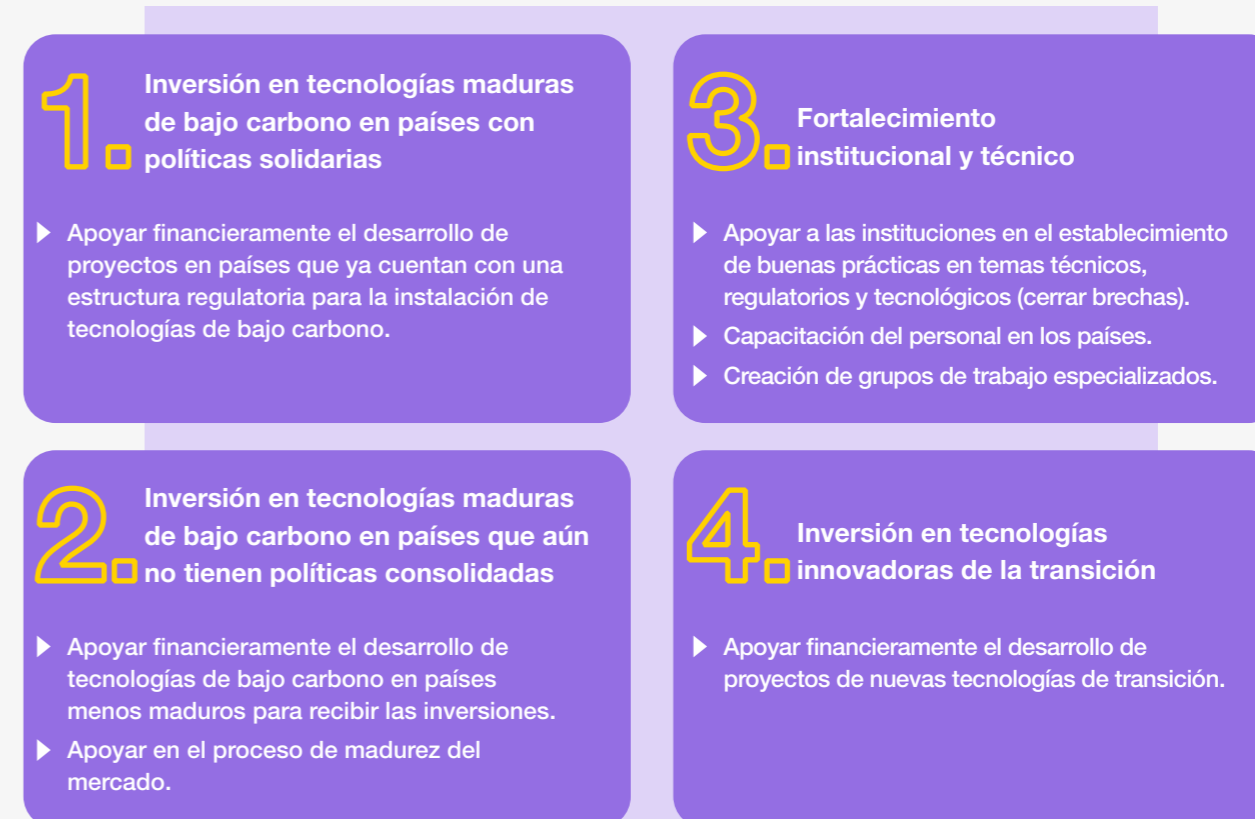 1.
Inversión en tecnologías maduras
de bajo carbono en países con
políticas solidarias
Apoyar financieramente el desarrollo de
proyectos en países que ya cuentan con una
estructura regulatoria para la instalación de
tecnologías de bajo carbono.
2.
Inversión en tecnologías maduras
de bajo carbono en países que aún
no tienen políticas consolidadas
Apoyar financieramente el desarrollo de
tecnologías de bajo carbono en países
menos maduros para recibir las inversiones.
Apoyar en el proceso de madurez del
mercado.
3.
Fortalecimiento
institucional y técnico
Apoyar a las instituciones en el establecimiento
de buenas prácticas en temas técnicos,
regulatorios y tecnológicos (cerrar brechas).
Capacitación del personal en los países.
Creación de grupos de trabajo especializados.
4.
Inversión en tecnologías
innovadoras de la transición
Apoyar financieramente el desarrollo de
proyectos de nuevas tecnologías de transición.